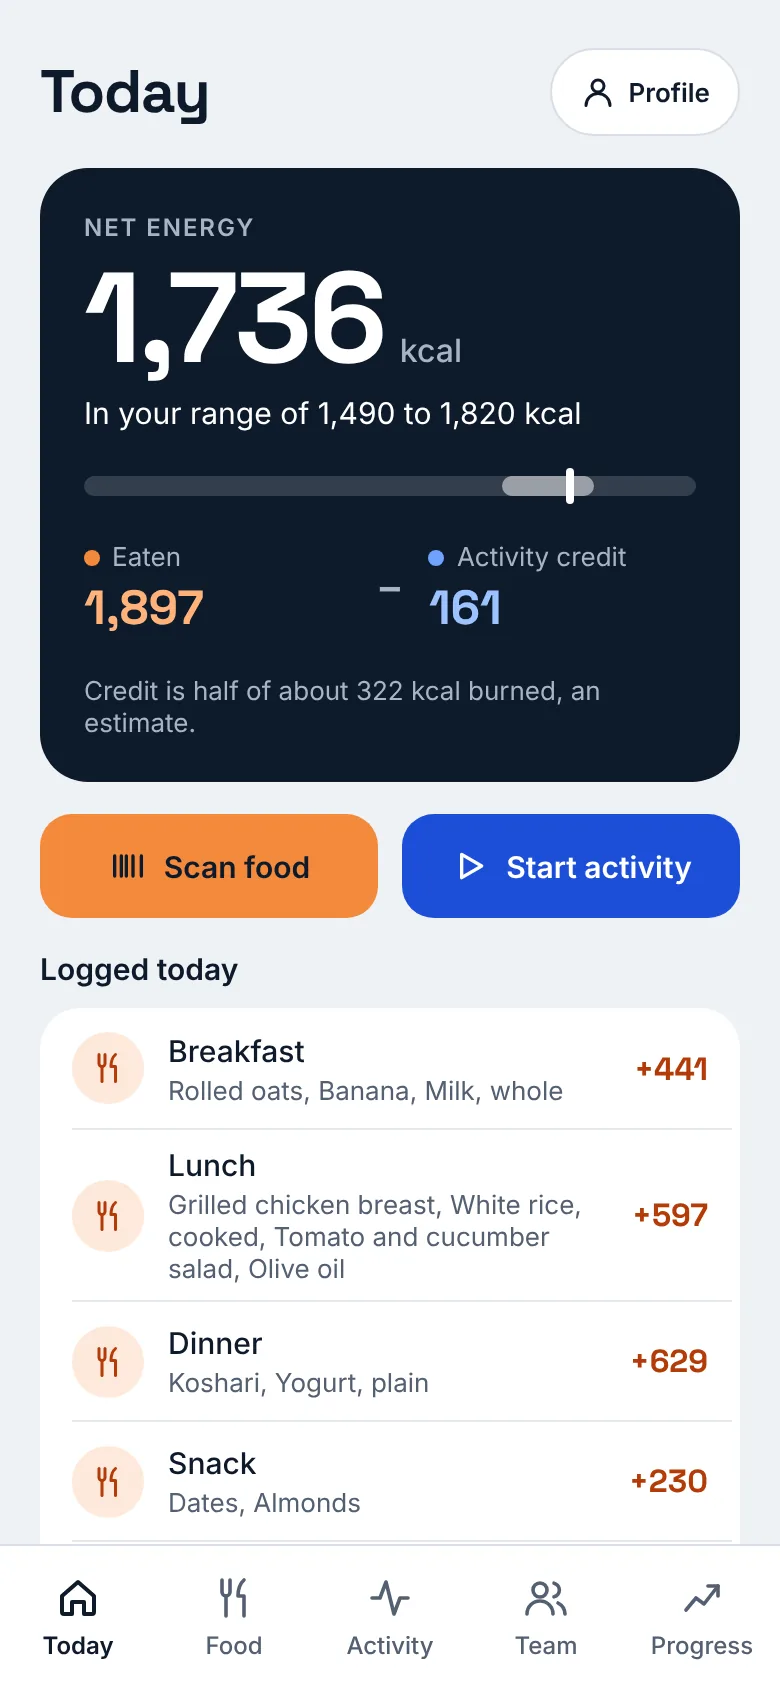 Today
Profile
NET ENERGY
1,736 kcal
In your range of 1,490 to 1,820 kcal
Eaten
1,897
–
Activity credit
161
Credit is half of about 322 kcal burned, an
estimate.
Scan food
Start activity
Logged today
Breakfast
Rolled oats, Banana, Milk, whole
+441
Lunch
Grilled chicken breast, White rice,
cooked, Tomato and cucumber
salad, Olive oil
+597
Dinner
Koshari, Yogurt, plain
+629
Snack
Dates, Almonds
+230
Today
Food
Activity
Team
Progress